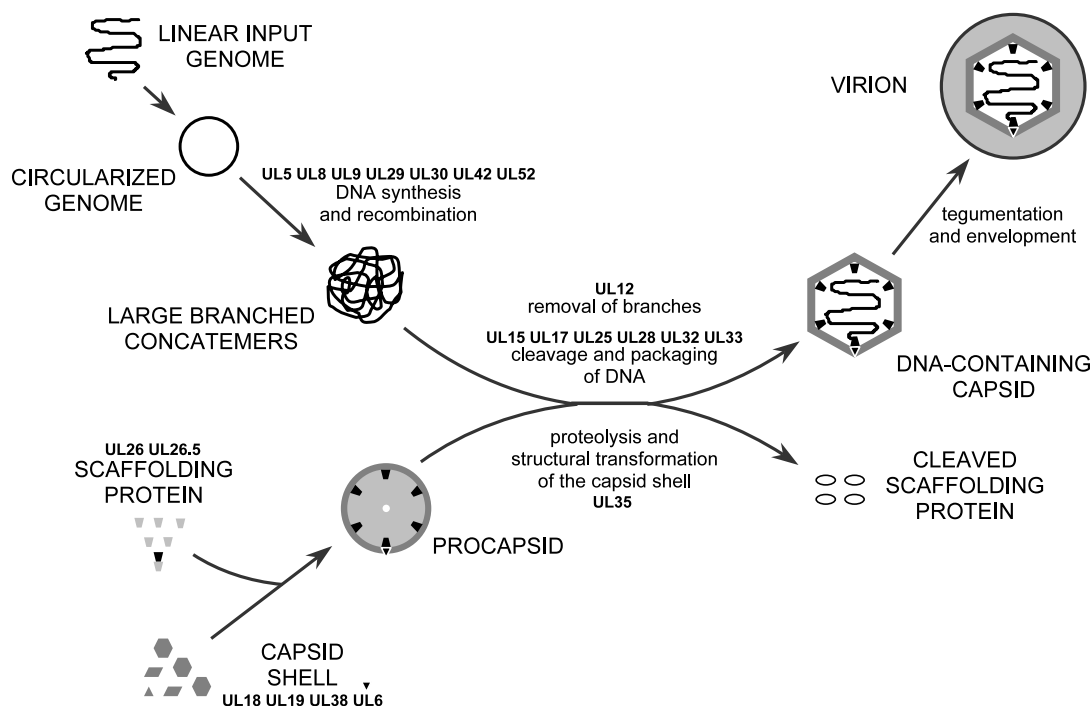 LINEAR INPUT
GENOME
CIRCULARIZED
GENOME
UL5 UL8 UL9 UL29 UL30 UL42 UL52
DNA synthesis
and recombination
LARGE BRANCHED
CONCATEMERS
UL12
removal of branches
UL15 UL17 UL25 UL28 UL32 UL33
cleavage and packaging
of DNA
VIRION
tegumentation
and envelopment
DNA-CONTAINING
CAPSID
proteolysis and
structural transformation
of the capsid shell
UL35
CLEAVED
SCAFFOLDING
PROTEIN
UL26 UL26.5
SCAFFOLDING
PROTEIN
PROCAPSID
CAPSID
SHELL
UL18 UL19 UL38 UL6